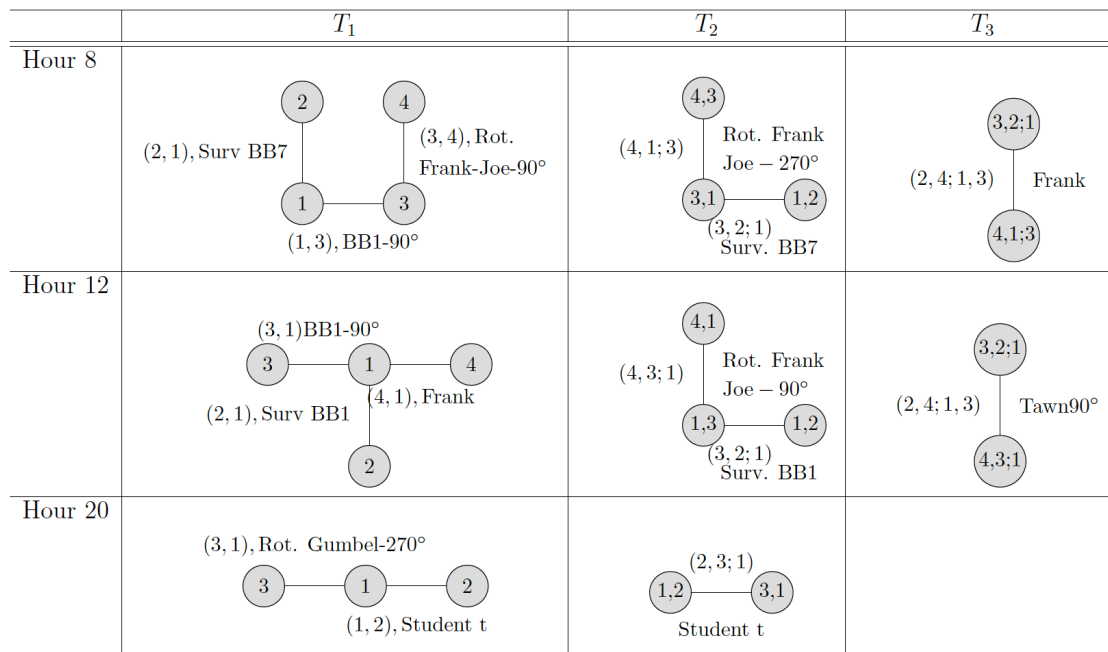 T₁ T₂ T₃
Hour 8
2 4
(2, 1), Surv BB7
(3, 4), Rot.
Frank-Joe-90°
1 3
(1, 3), BB1-90°
4,3
(4, 1; 3)
Rot. Frank
Joe − 270°
3,1 1,2
(3, 2; 1)
Surv. BB7
3,2;1
(2, 4; 1, 3) Frank
4,1;3
Hour 12
(3, 1)BB1-90°
3 1 4
(4, 1), Frank
(2, 1), Surv BB1
2
4,1
(4, 3; 1)
Rot. Frank
Joe − 90°
1,3 1,2
(3, 2; 1)
Surv. BB1
3,2;1
(2, 4; 1, 3) Tawn90°
4,3;1
Hour 20
(3, 1), Rot. Gumbel-270°
3 1 2
(1, 2), Student t
(2, 3; 1)
1,2 3,1
Student t